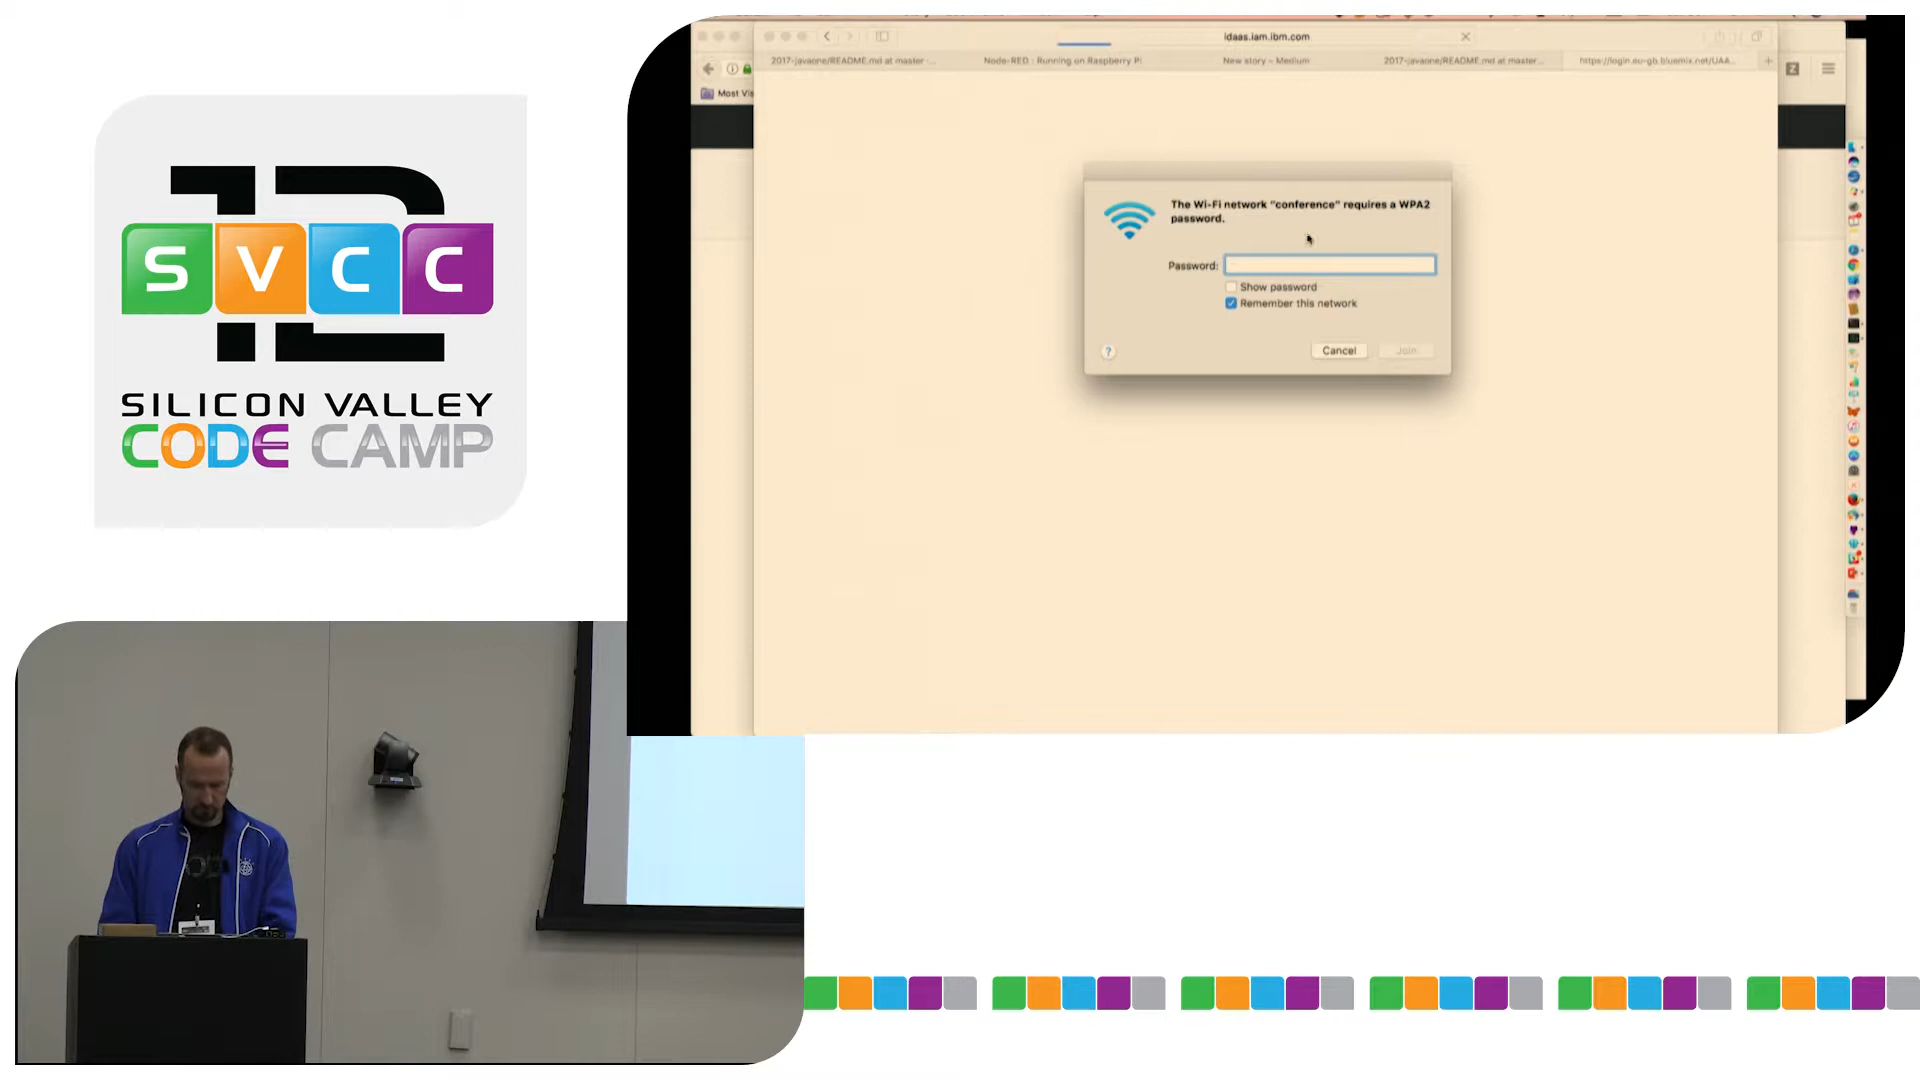 12
SVCC
SILICON VALLEY
CODE CAMP
idaas.iam.ibm.com
2017-javaone/README.md at master ·...
Node-RED : Running on Raspberry Pi
New story – Medium
2017-javaone/README.md at master...
https://login.eu-gb.bluemix.net/UAA...
Most Vis
The Wi-Fi network “conference” requires a WPA2
password.
Password:
Show password
Remember this network
?
Cancel
Join